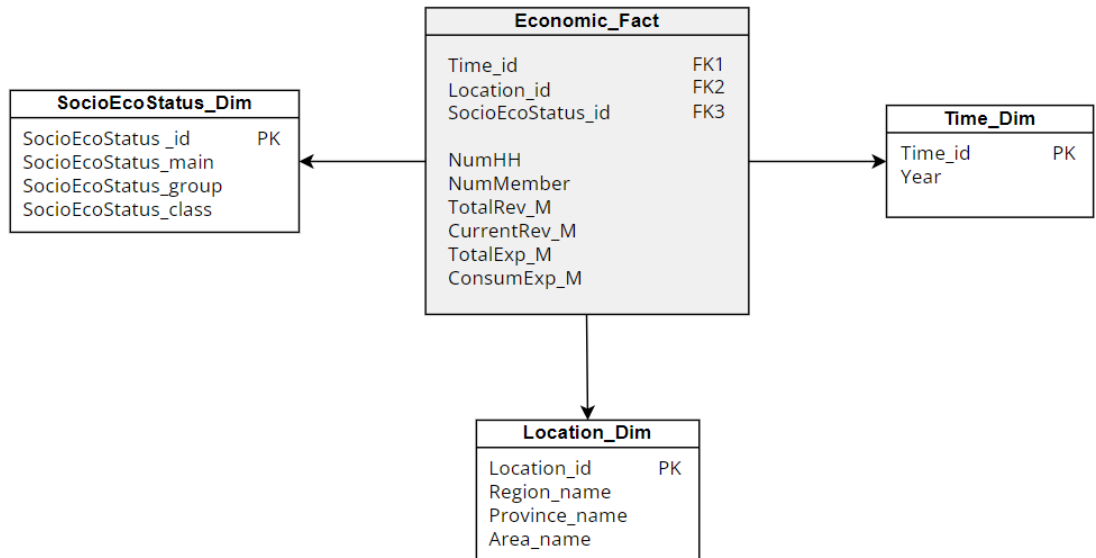 Economic_Fact
Time_id FK1
Location_id FK2
SocioEcoStatus_id FK3
NumHH
NumMember
TotalRev_M
CurrentRev_M
TotalExp_M
ConsumExp_M
SocioEcoStatus_Dim
SocioEcoStatus _id PK
SocioEcoStatus_main
SocioEcoStatus_group
SocioEcoStatus_class
Time_Dim
Time_id PK
Year
Location_Dim
Location_id PK
Region_name
Province_name
Area_name